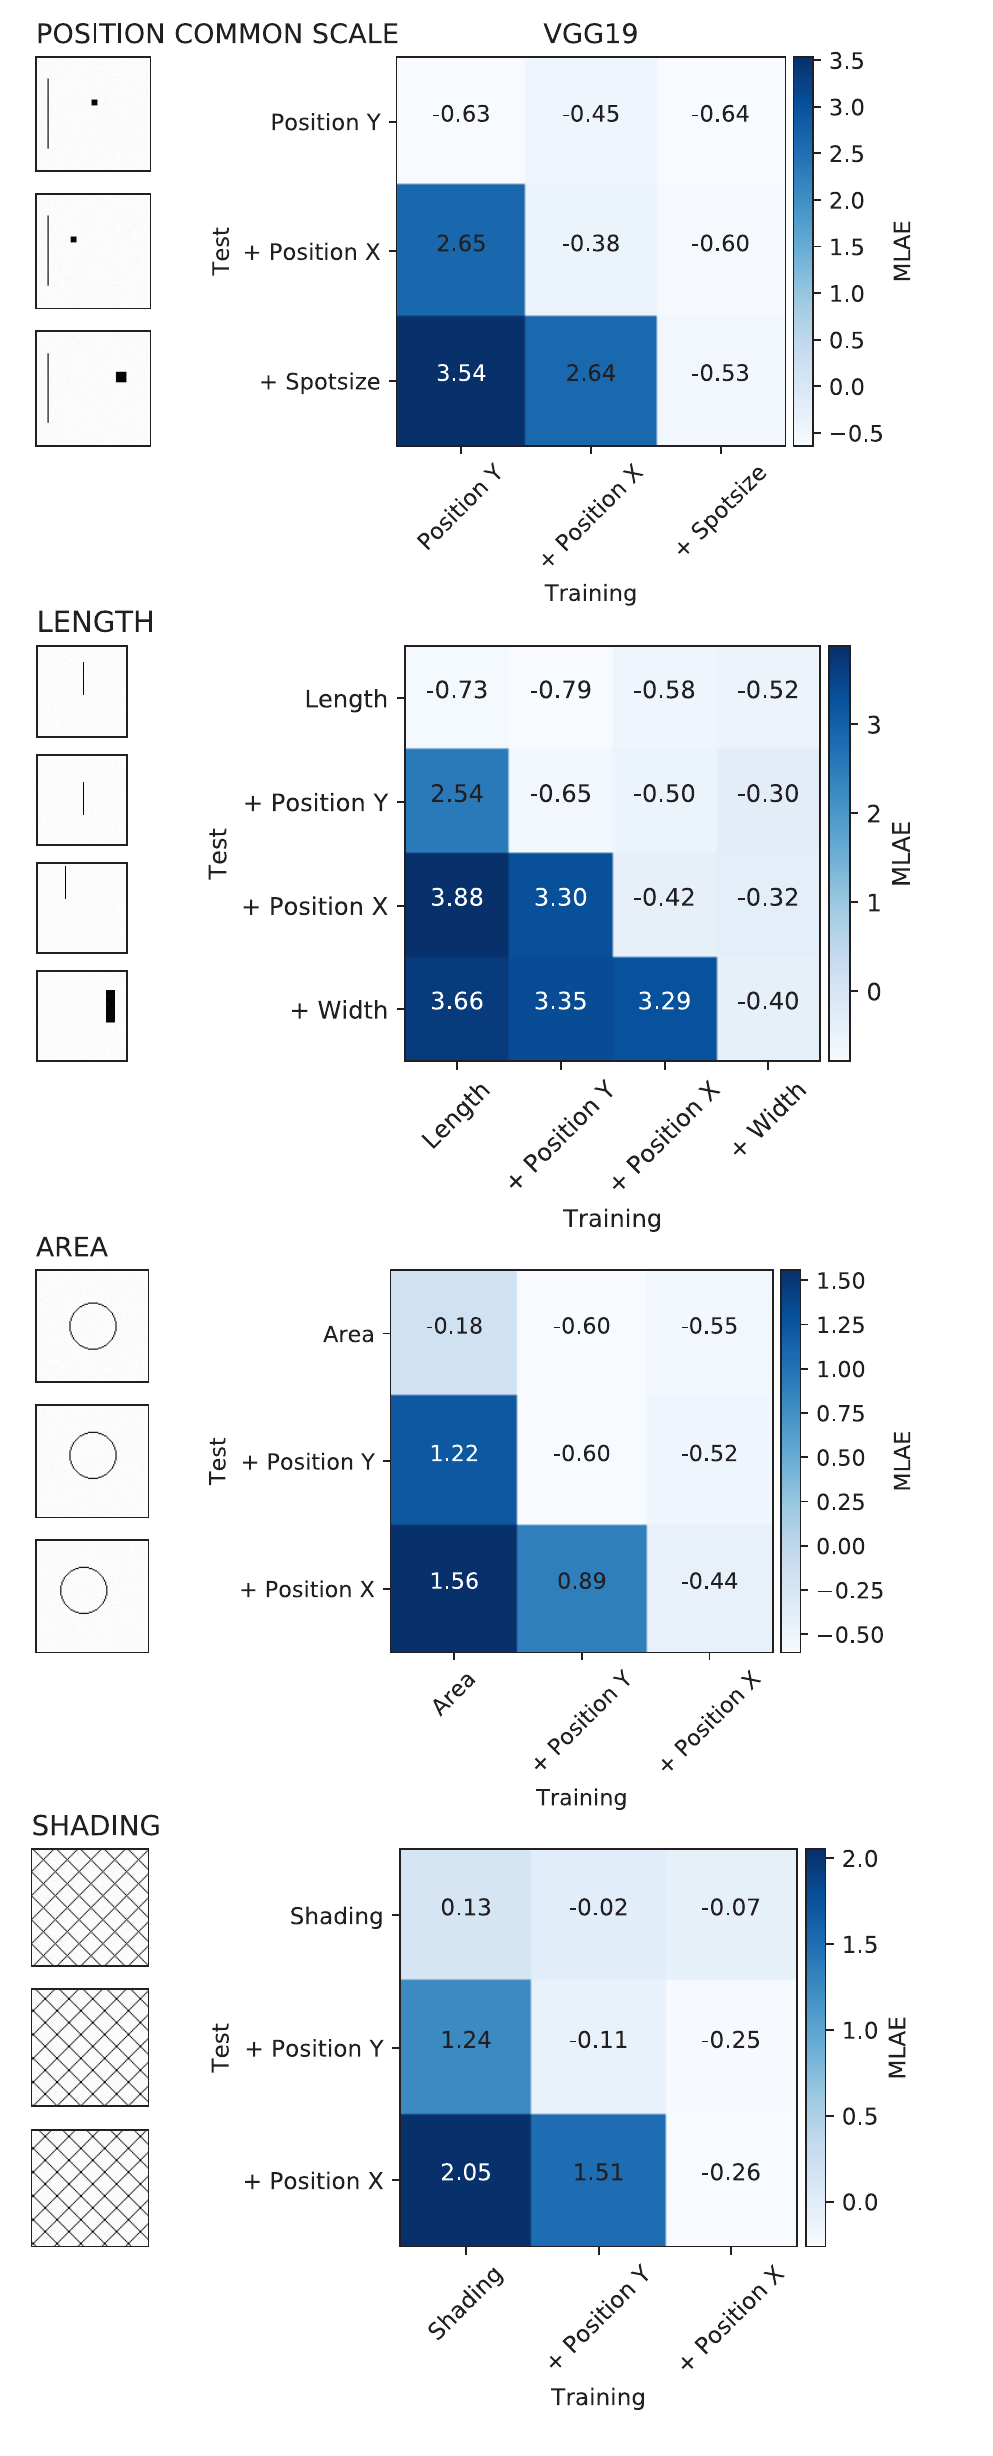 POSITION COMMON SCALE
VGG19
Position Y
-0.63 -0.45 -0.64
+ Position X
2.65 -0.38 -0.60
+ Spotsize
3.54 2.64 -0.53
Test
Position Y
+ Position X
+ Spotsize
Training
3.5
3.0
2.5
2.0
1.5
1.0
0.5
0.0
−0.5
MLAE
LENGTH
Length
-0.73 -0.79 -0.58 -0.52
+ Position Y
2.54 -0.65 -0.50 -0.30
+ Position X
3.88 3.30 -0.42 -0.32
+ Width
3.66 3.35 3.29 -0.40
Test
Length
+ Position Y
+ Position X
+ Width
Training
3
2
1
0
MLAE
AREA
Area
-0.18 -0.60 -0.55
+ Position Y
1.22 -0.60 -0.52
+ Position X
1.56 0.89 -0.44
Test
Area
+ Position Y
+ Position X
Training
1.50
1.25
1.00
0.75
0.50
0.25
0.00
−0.25
−0.50
MLAE
SHADING
Shading
0.13 -0.02 -0.07
+ Position Y
1.24 -0.11 -0.25
+ Position X
2.05 1.51 -0.26
Test
Shading
+ Position Y
+ Position X
Training
2.0
1.5
1.0
0.5
0.0
MLAE